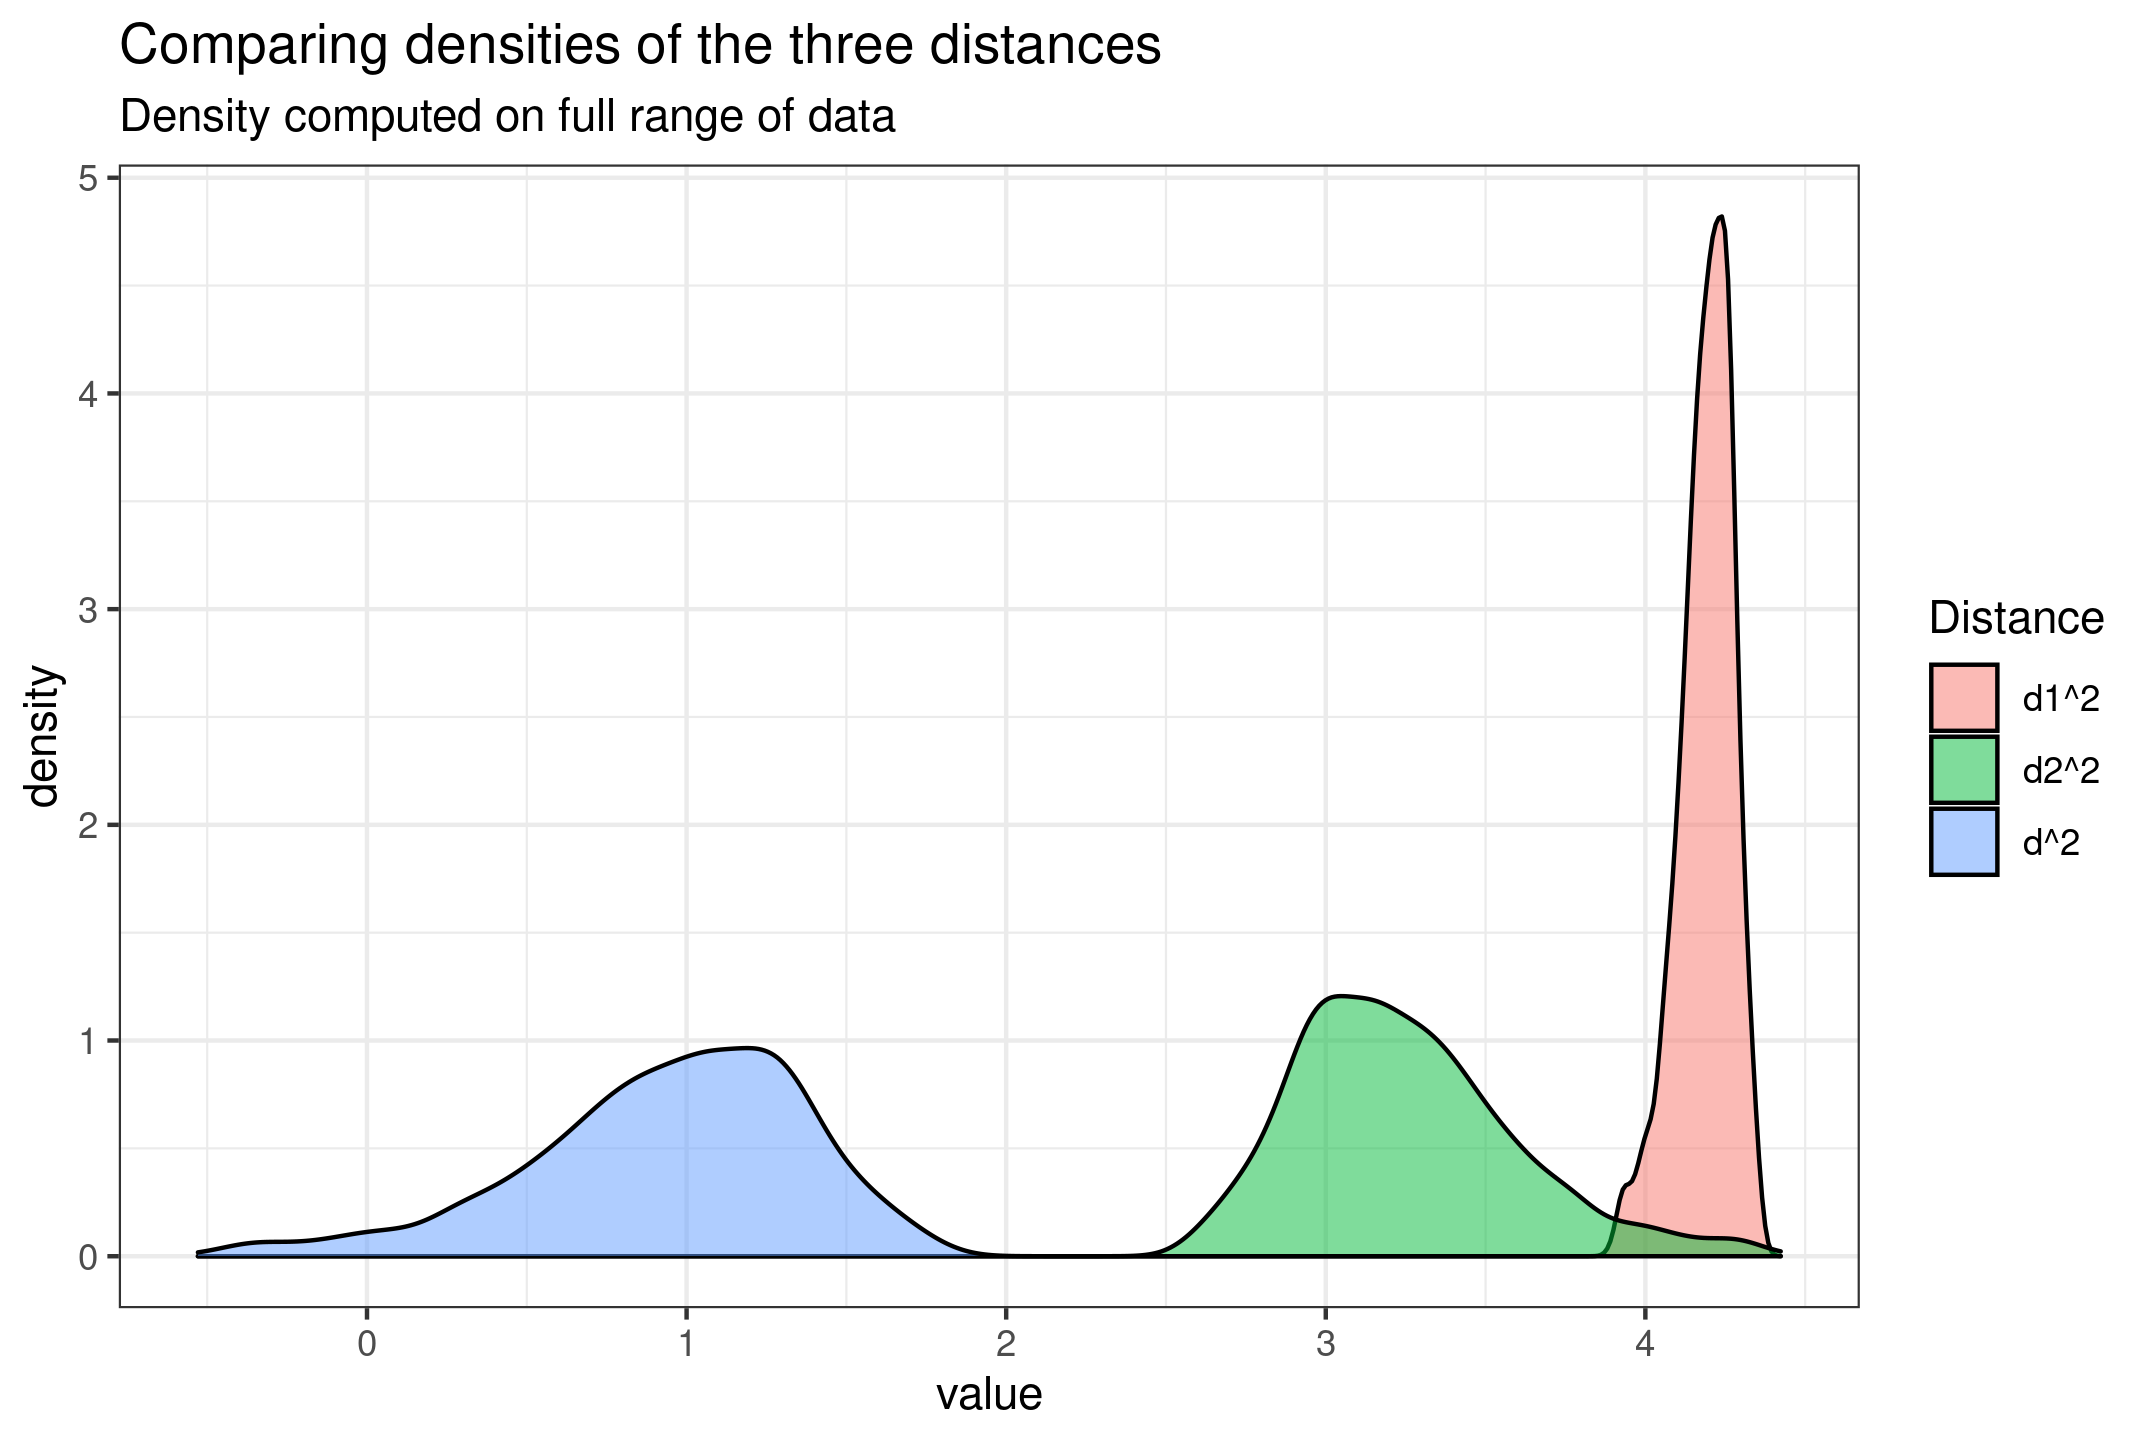 Comparing densities of the three distances
Density computed on full range of data
5
4
3
2
1
0
density
0 1 2 3 4
value
Distance
d1^2
d2^2
d^2